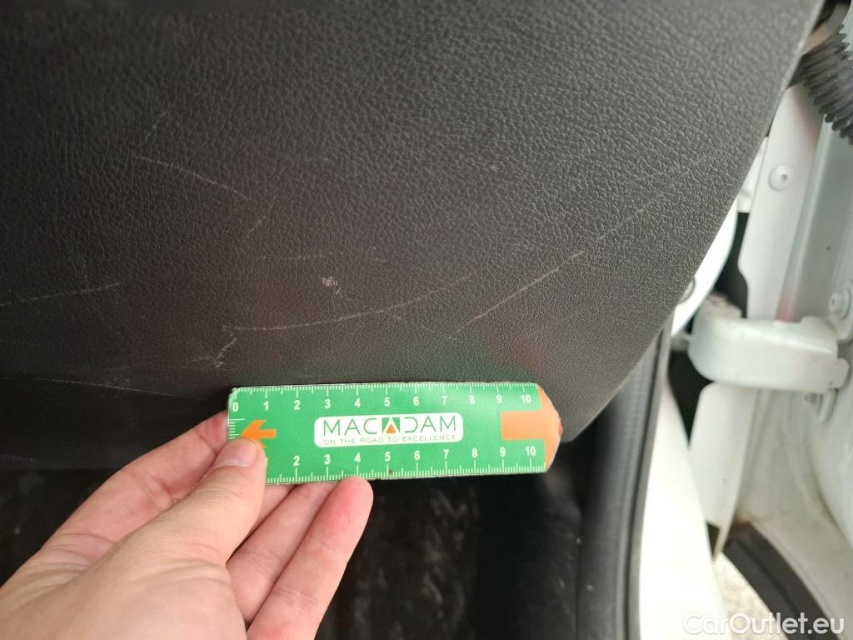 0 1 2 3 4 5 6 7 8 9 10
MACADAM
ON THE ROAD TO EXCELLENCE
2 3 4 5 6 7 8 9 10
CarOutlet.eu